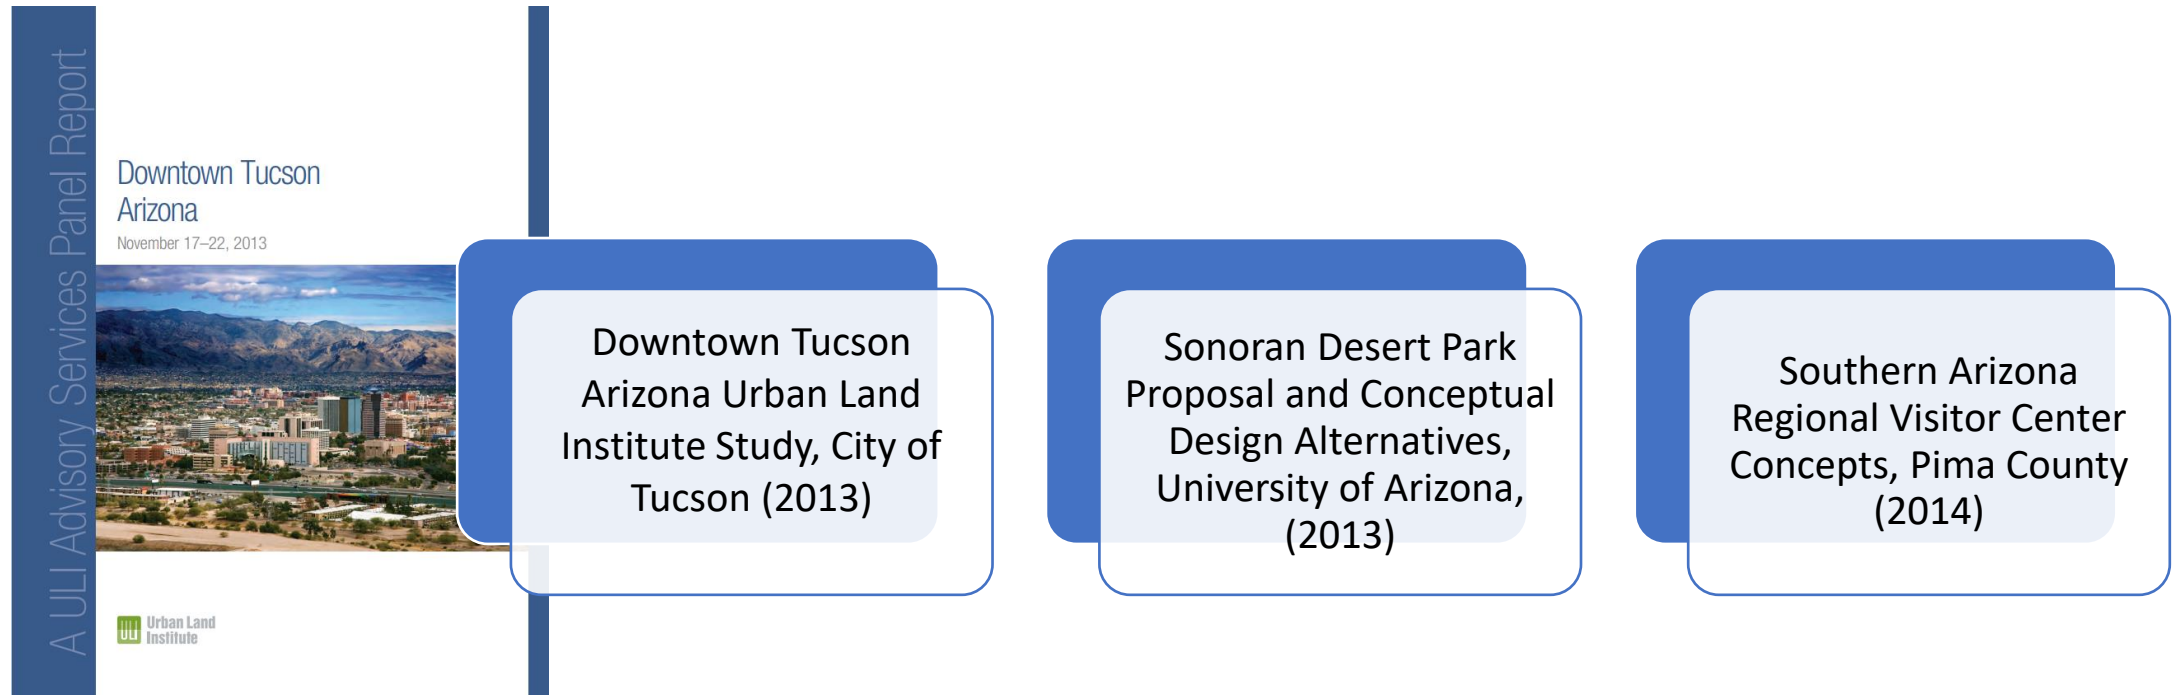 A ULI Advisory Services Panel Report
Downtown Tucson
Arizona
November 17–22, 2013
ULI
Urban Land
Institute
Downtown Tucson
Arizona Urban Land
Institute Study, City of
Tucson (2013)
Sonoran Desert Park
Proposal and Conceptual
Design Alternatives,
University of Arizona,
(2013)
Southern Arizona
Regional Visitor Center
Concepts, Pima County
(2014)